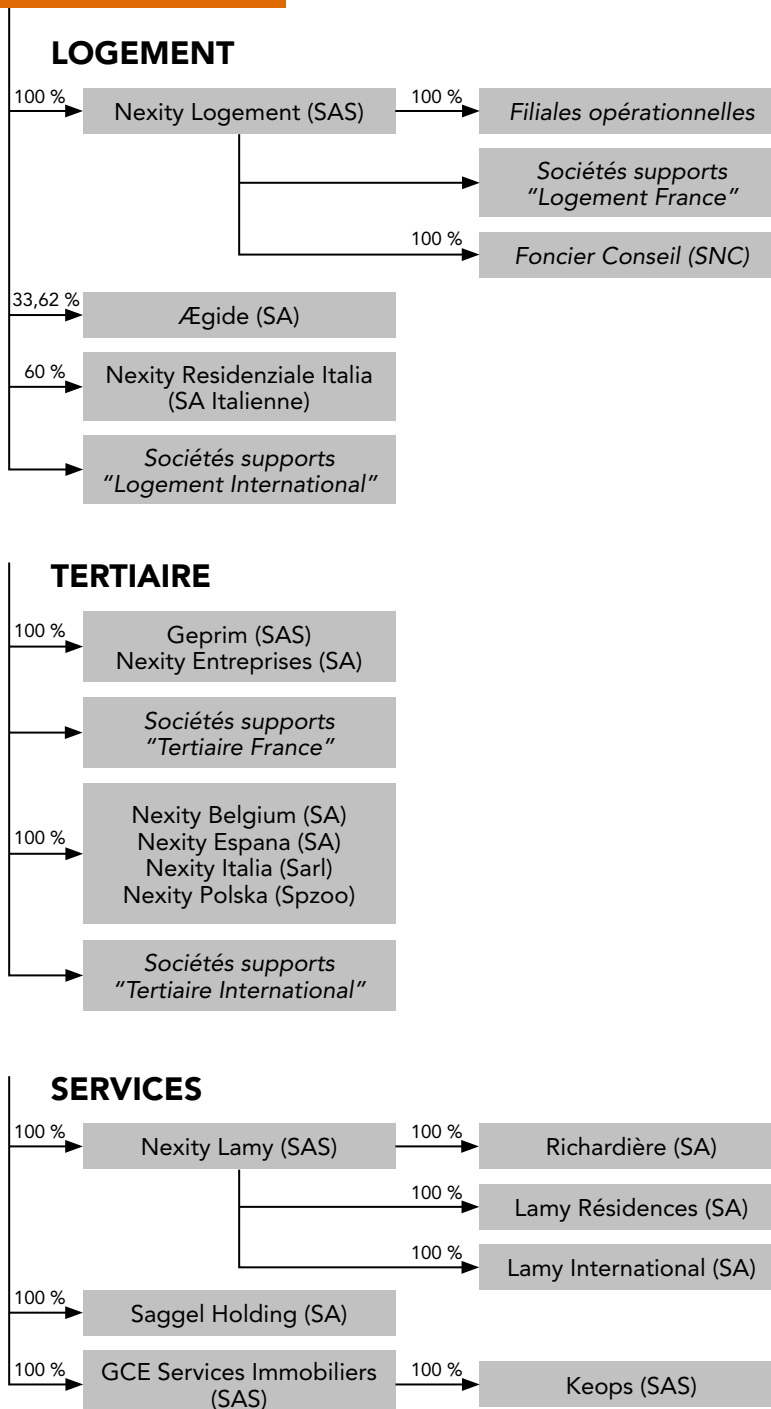 LOGEMENT
100 %
Nexity Logement (SAS)
100 %
Filiales opérationnelles
Sociétés supports
“Logement France”
100 %
Foncier Conseil (SNC)
33,62 %
Ægide (SA)
60 %
Nexity Residenziale Italia
(SA Italienne)
Sociétés supports
“Logement International”
TERTIAIRE
100 %
Geprim (SAS)
Nexity Entreprises (SA)
Sociétés supports
“Tertiaire France”
100 %
Nexity Belgium (SA)
Nexity Espana (SA)
Nexity Italia (Sarl)
Nexity Polska (Spzoo)
Sociétés supports
“Tertiaire International”
SERVICES
100 %
Nexity Lamy (SAS)
100 %
Richardière (SA)
100 %
Lamy Résidences (SA)
100 %
Lamy International (SA)
100 %
Saggel Holding (SA)
100 %
GCE Services Immobiliers
(SAS)
100 %
Keops (SAS)